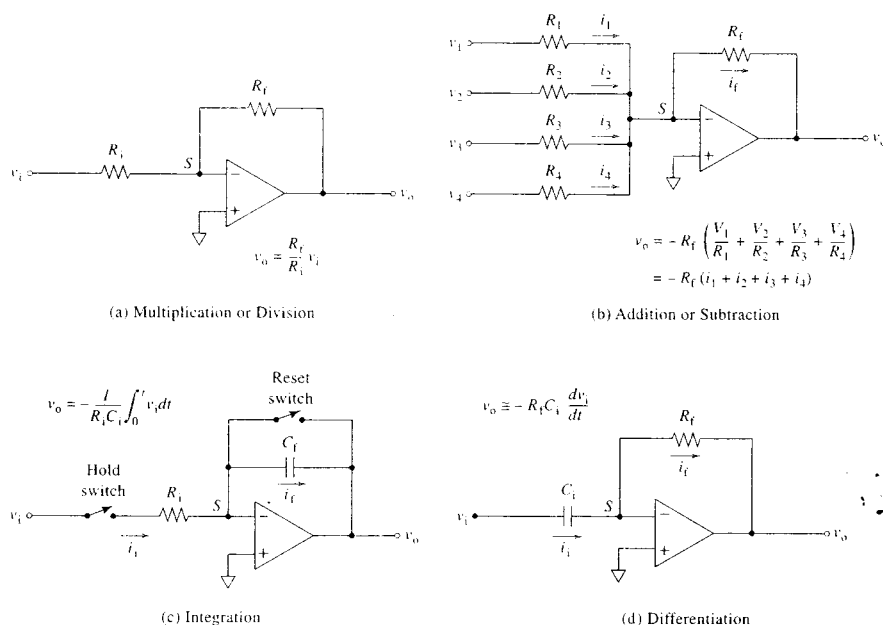 R_f
R_i
S
v_i
−
+
v_o
v_o ≅ R_f/R_i v_i
(a) Multiplication or Division
R_1 i_1
v_1
R_2 i_2
v_2
R_3 i_3
v_3
R_4 i_4
v_4
R_f
i_f
S
−
+
v_o
v_o = − R_f (V_1/R_1 + V_2/R_2 + V_3/R_3 + V_4/R_4)
= − R_f (i_1 + i_2 + i_3 + i_4)
(b) Addition or Subtraction
v_o = − 1/(R_i C_i) ∫_0^t v_i dt
Reset
switch
C_f
i_f
Hold
switch
R_i
S
v_i
i_i
−
+
v_o
(c) Integration
v_o ≅ − R_f C_i dv_i/dt
R_f
i_f
C_i
S
v_i
i_i
−
+
v_o
(d) Differentiation